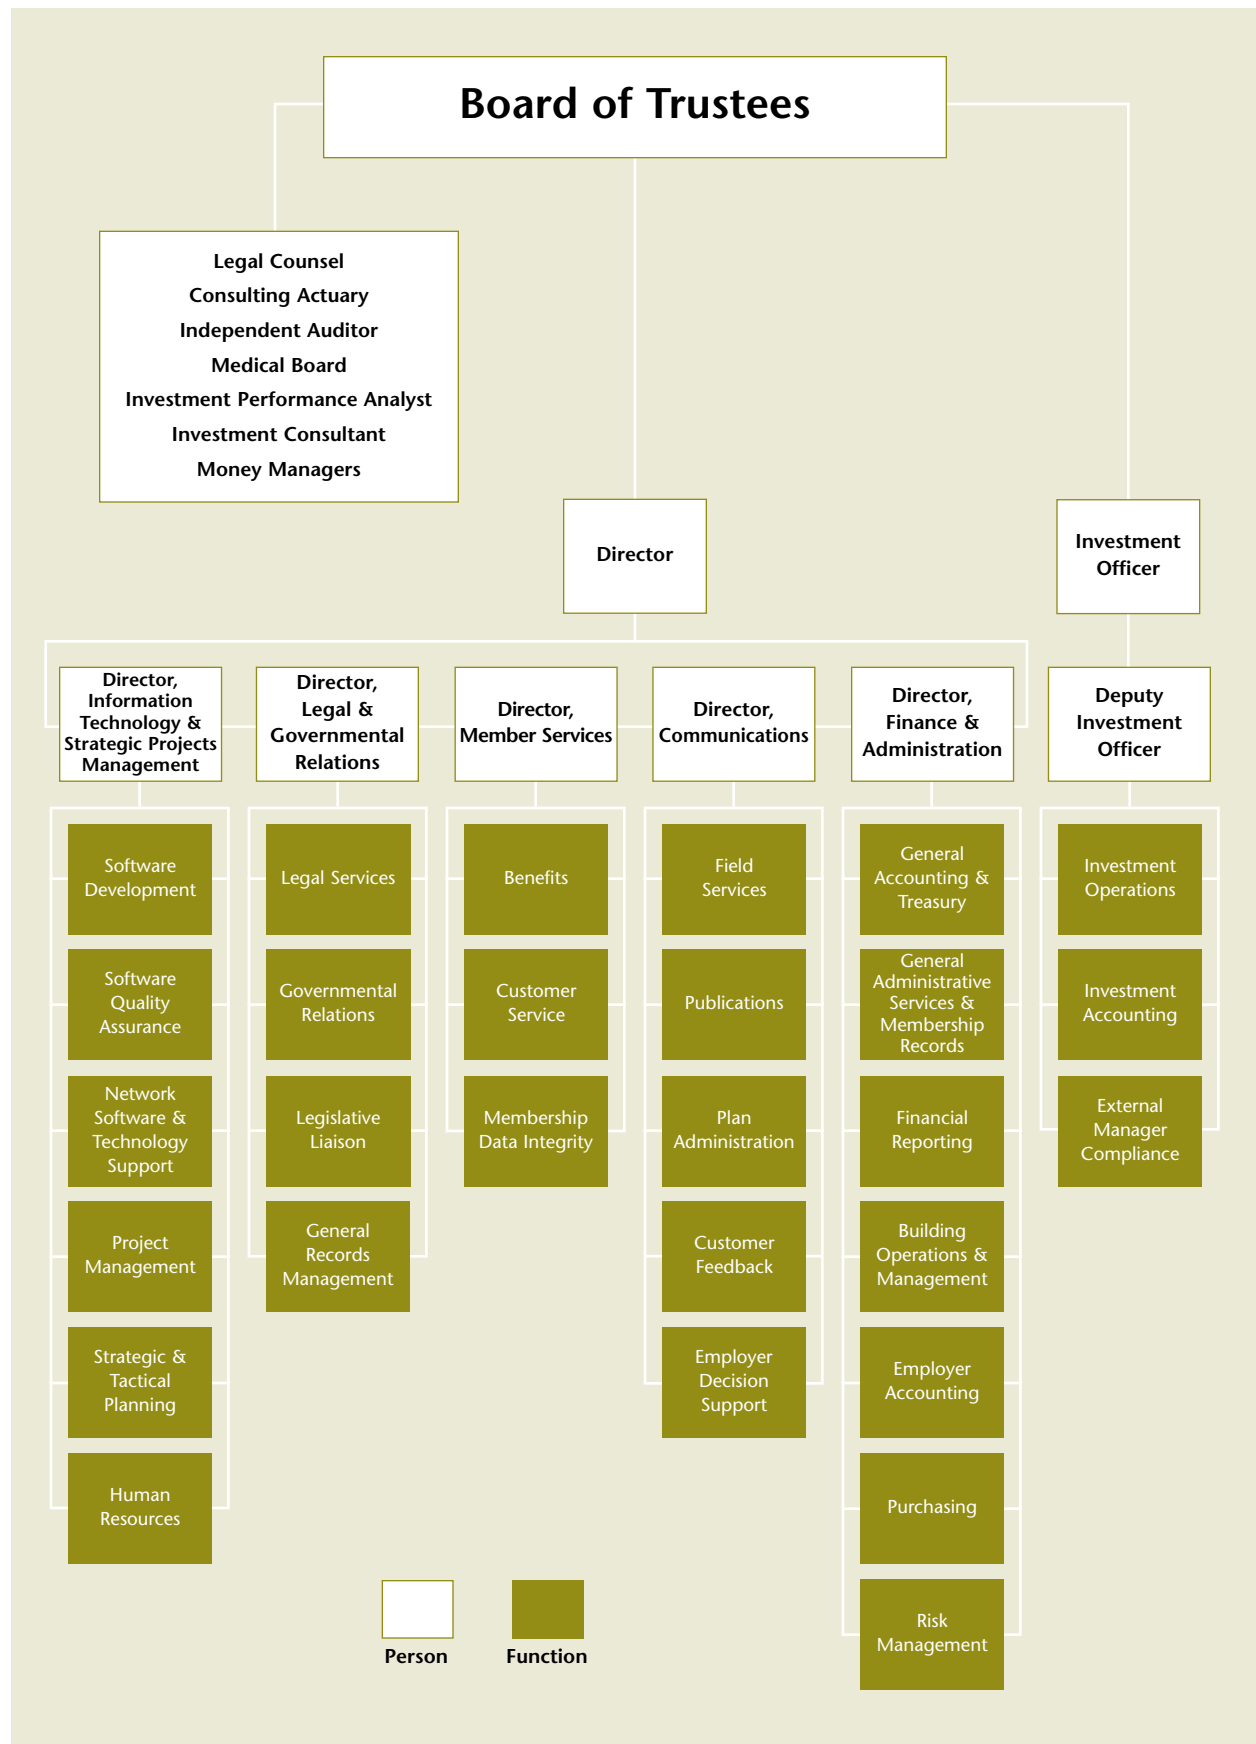 Board of Trustees
Legal Counsel
Consulting Actuary
Independent Auditor
Medical Board
Investment Performance Analyst
Investment Consultant
Money Managers
Director
Investment
Officer
Director,
Information
Technology &
Strategic Projects
Management
Director,
Legal &
Governmental
Relations
Director,
Member Services
Director,
Communications
Director,
Finance &
Administration
Deputy
Investment
Officer
Software
Development
Software
Quality
Assurance
Network
Software &
Technology
Support
Project
Management
Strategic &
Tactical
Planning
Human
Resources
Legal Services
Governmental
Relations
Legislative
Liaison
General
Records
Management
Benefits
Customer
Service
Membership
Data Integrity
Field
Services
Publications
Plan
Administration
Customer
Feedback
Employer
Decision
Support
General
Accounting &
Treasury
General
Administrative
Services &
Membership
Records
Financial
Reporting
Building
Operations &
Management
Employer
Accounting
Purchasing
Risk
Management
Investment
Operations
Investment
Accounting
External
Manager
Compliance
Person
Function